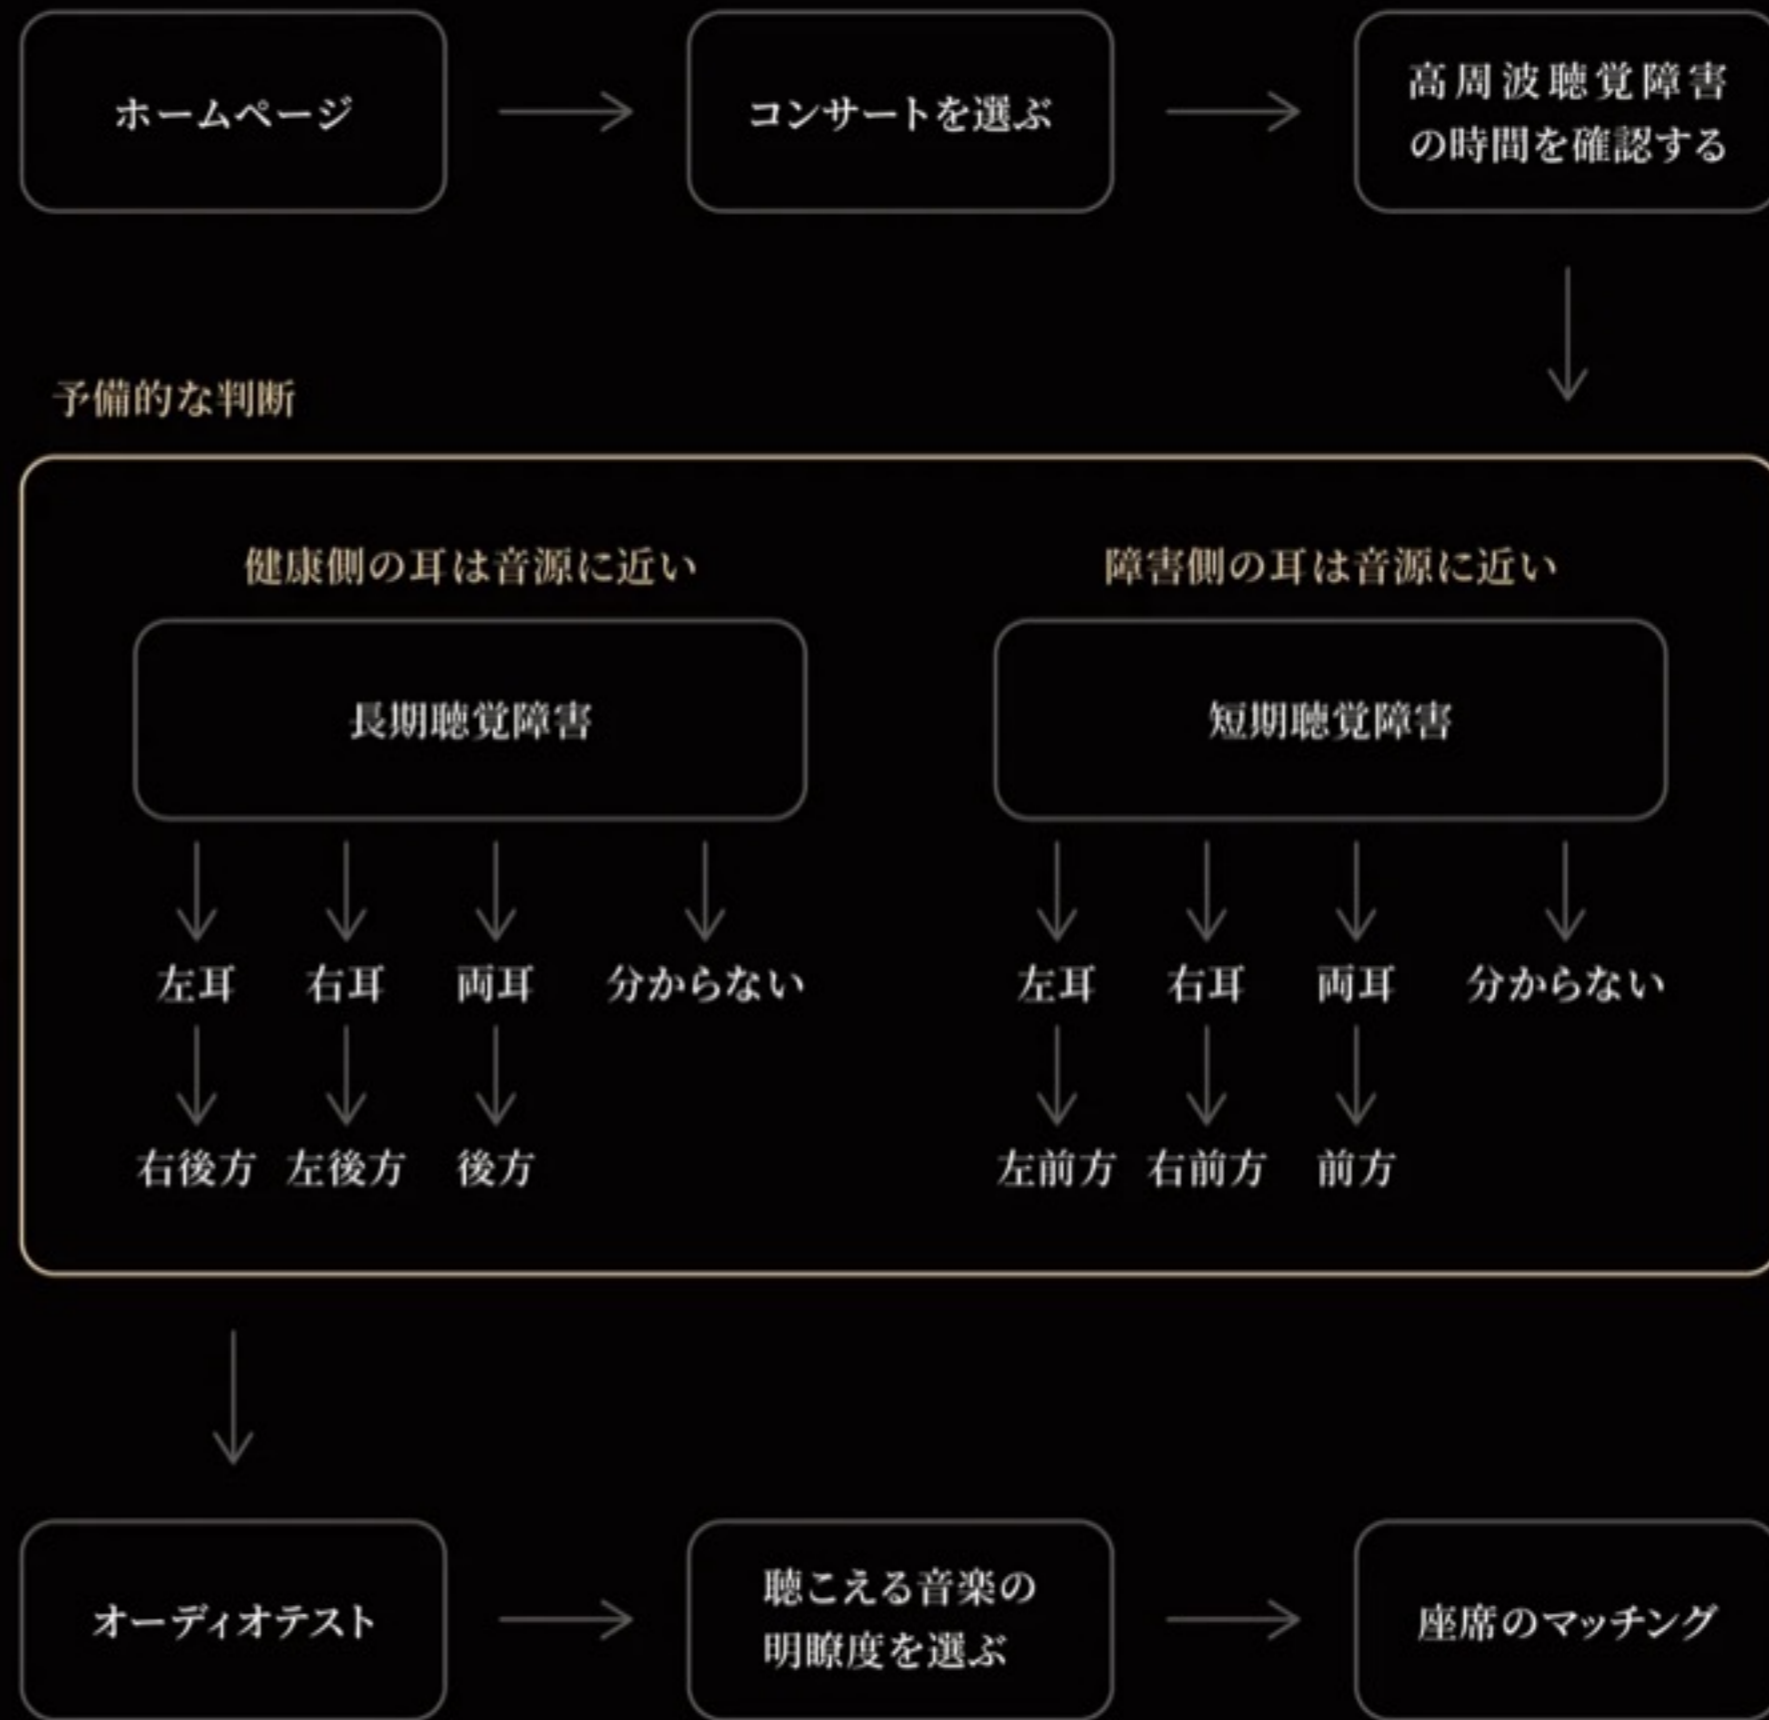 ホームページ
コンサートを選ぶ
高周波聴覚障害
の時間を確認する
予備的な判断
健康側の耳は音源に近い
長期聴覚障害
左耳 右耳 両耳 分からない
右後方 左後方 後方
障害側の耳は音源に近い
短期聴覚障害
左耳 右耳 両耳 分からない
左前方 右前方 前方
オーディオテスト
聴こえる音楽の
明瞭度を選ぶ
座席のマッチング